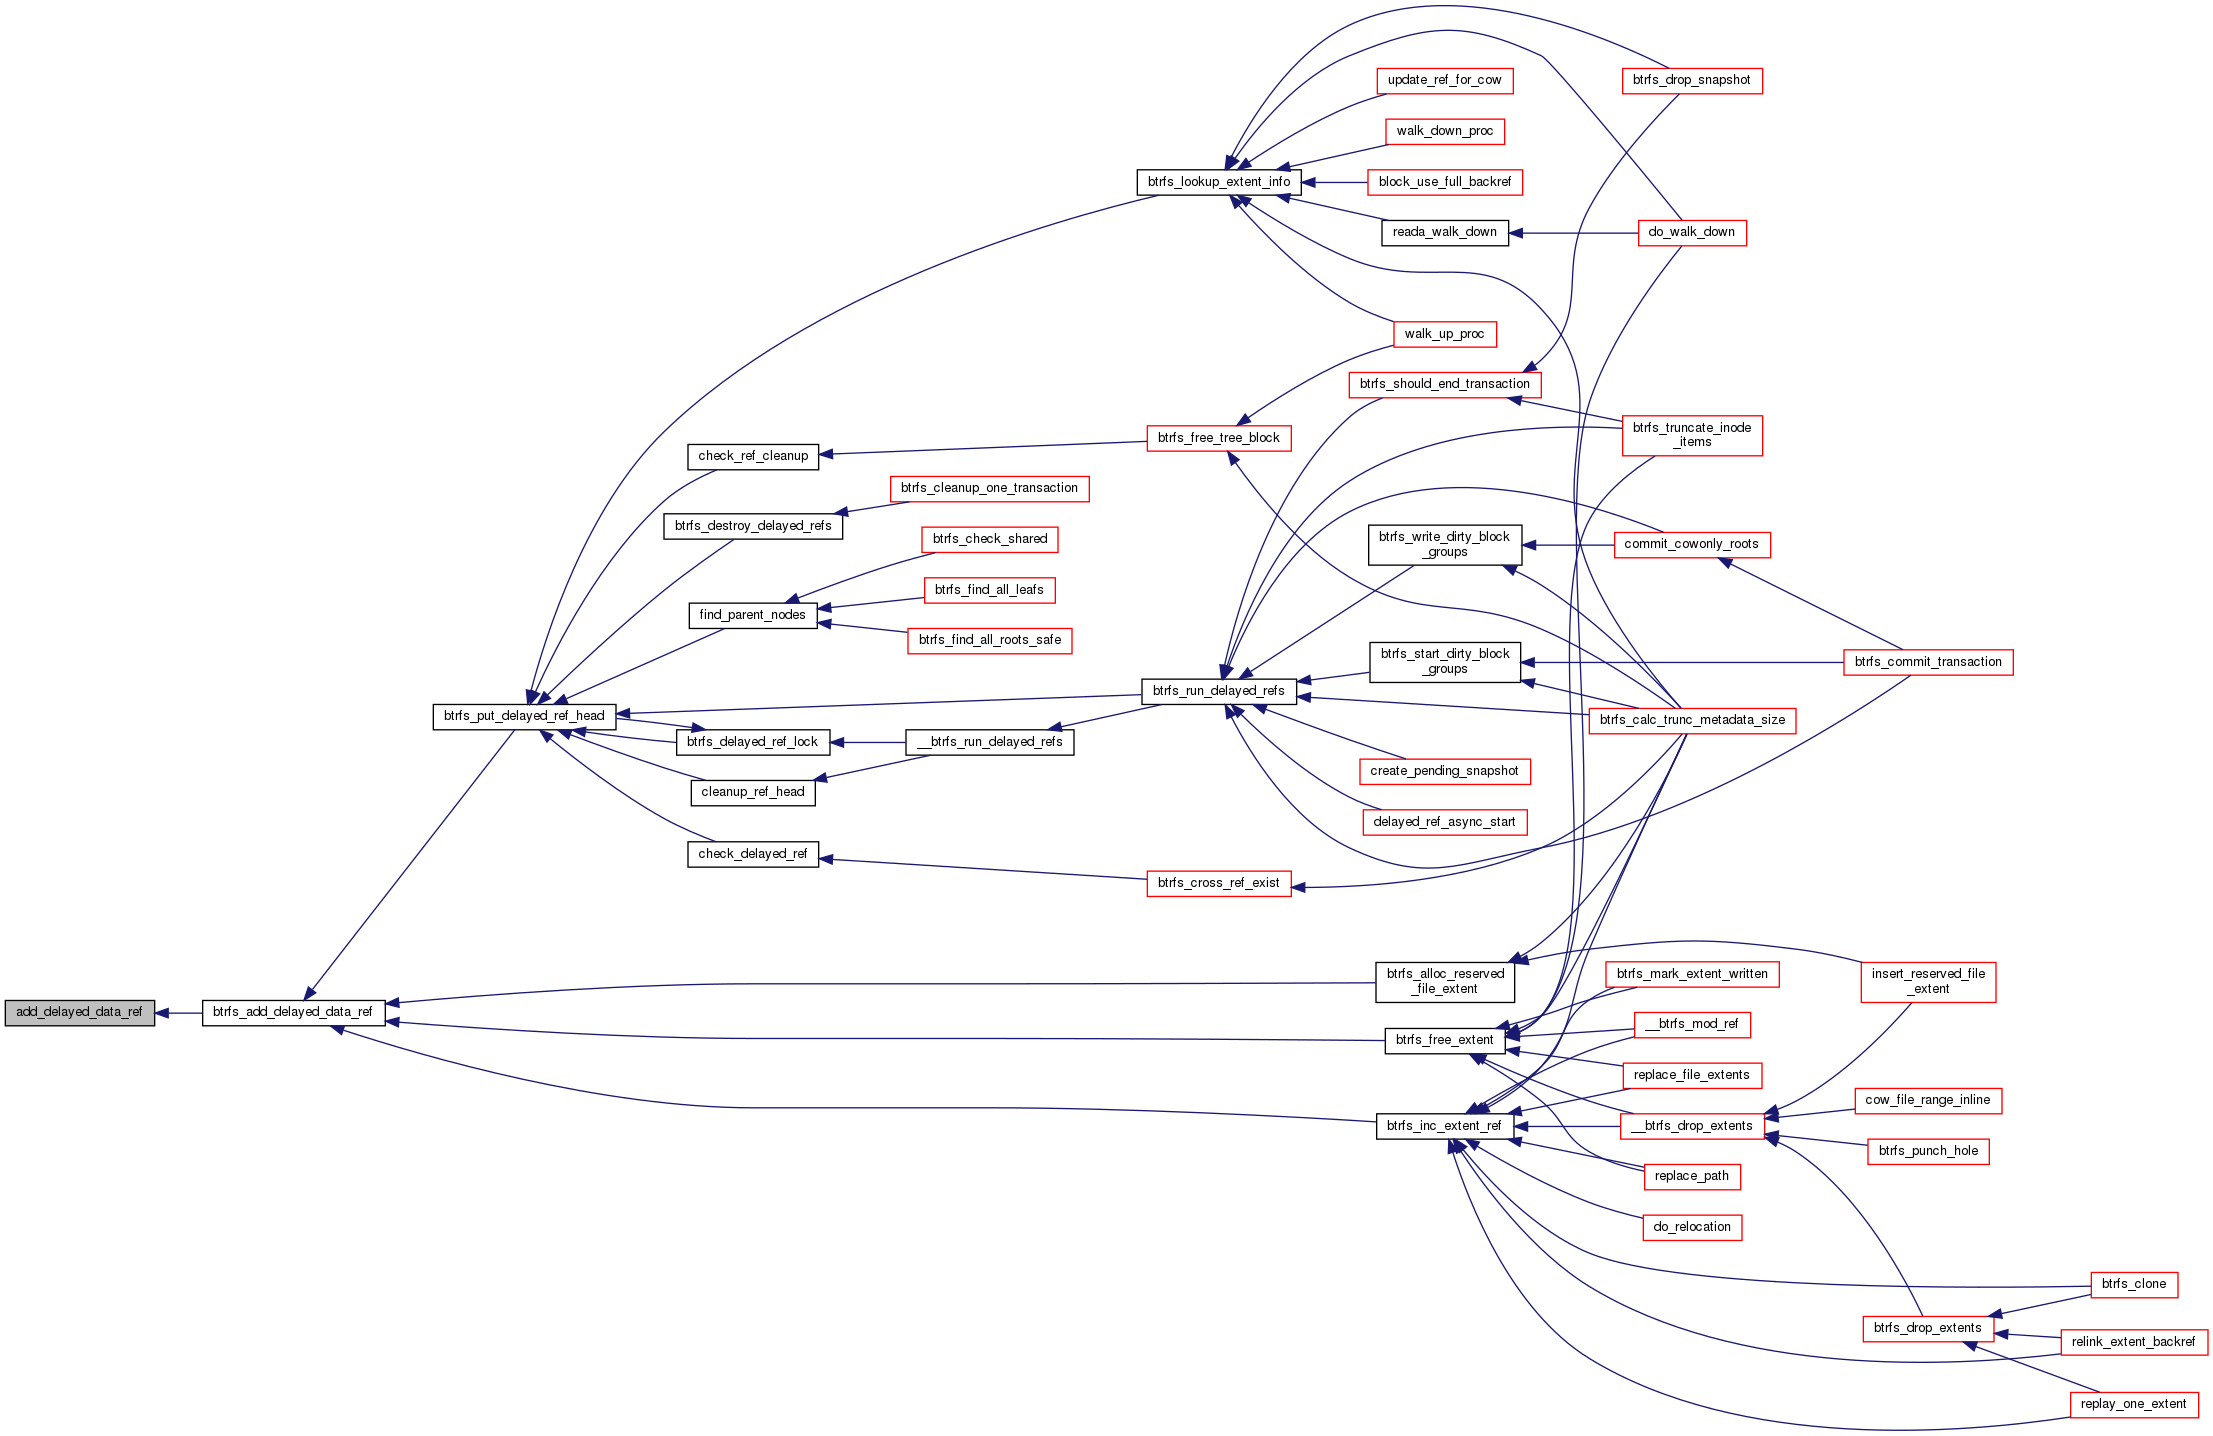 btrfs_drop_snapshot
update_ref_for_cow
walk_down_proc
btrfs_lookup_extent_info
block_use_full_backref
reada_walk_down
do_walk_down
walk_up_proc
btrfs_should_end_transaction
btrfs_truncate_inode
_items
btrfs_free_tree_block
check_ref_cleanup
btrfs_cleanup_one_transaction
btrfs_destroy_delayed_refs
btrfs_check_shared
btrfs_write_dirty_block
_groups
commit_cowonly_roots
btrfs_find_all_leafs
find_parent_nodes
btrfs_find_all_roots_safe
btrfs_start_dirty_block
_groups
btrfs_commit_transaction
btrfs_run_delayed_refs
btrfs_put_delayed_ref_head
btrfs_calc_trunc_metadata_size
btrfs_delayed_ref_lock
__btrfs_run_delayed_refs
create_pending_snapshot
cleanup_ref_head
delayed_ref_async_start
check_delayed_ref
btrfs_cross_ref_exist
btrfs_alloc_reserved
_file_extent
btrfs_mark_extent_written
insert_reserved_file
_extent
add_delayed_data_ref
btrfs_add_delayed_data_ref
__btrfs_mod_ref
btrfs_free_extent
replace_file_extents
cow_file_range_inline
btrfs_inc_extent_ref
__btrfs_drop_extents
btrfs_punch_hole
replace_path
do_relocation
btrfs_clone
btrfs_drop_extents
relink_extent_backref
replay_one_extent